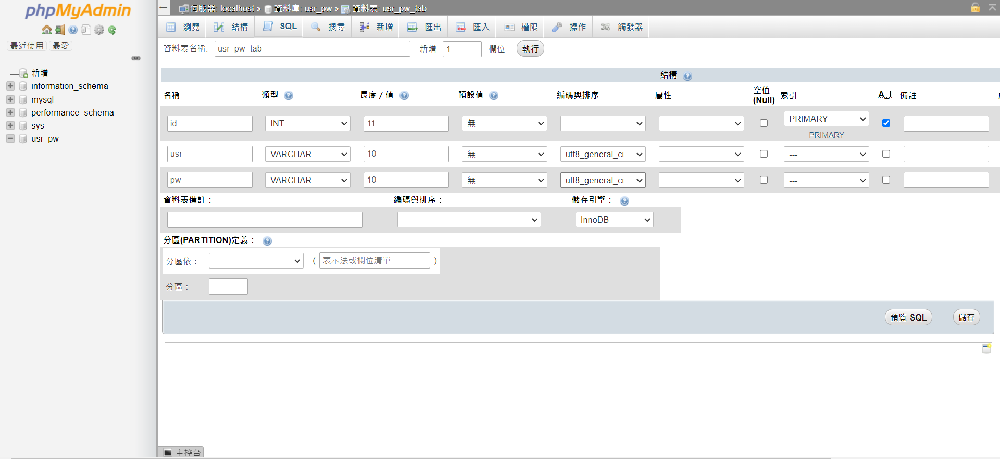 phpMyAdmin
最近使用 最愛
新增
information_schema
mysql
performance_schema
sys
usr_pw
← 伺服器: localhost » 資料庫: usr_pw » 資料表: usr_pw_tab
瀏覽 結構 SQL 搜尋 新增 匯出 匯入 權限 操作 觸發器
資料表名稱: usr_pw_tab 新增 1 欄位 執行
結構
名稱 類型 長度 / 值 預設值 編碼與排序 屬性 空值 (Null) 索引 A_I 備註
id INT 11 無 PRIMARY
PRIMARY
usr VARCHAR 10 無 utf8_general_ci ---
pw VARCHAR 10 無 utf8_general_ci ---
資料表備註： 編碼與排序： 儲存引擎：
InnoDB
分區(PARTITION)定義：
分區依： ( 表示法或欄位清單 )
分區：
預覽 SQL 儲存
主控台